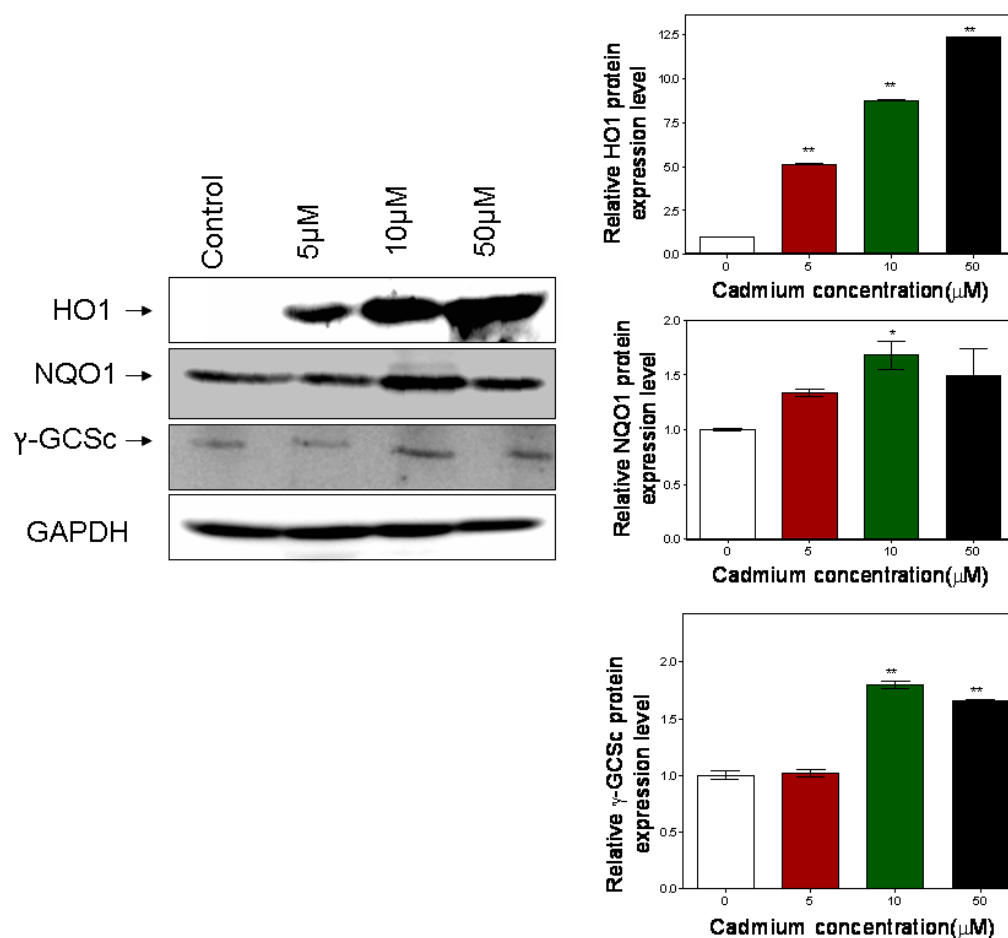 Control
5µM
10µM
50µM
HO1
NQO1
γ-GCSc
GAPDH
Relative HO1 protein
expression level
12.5
10.0
7.5
5.0
2.5
0.0
**
**
**
0
5
10
50
Cadmium concentration(µM)
Relative NQO1 protein
expression level
2.0
1.5
1.0
0.5
0.0
*
0
5
10
50
Cadmium concentration(µM)
Relative γ-GCSc protein
expression level
2.0
1.5
1.0
0.5
0.0
**
**
0
5
10
50
Cadmium concentration(µM)